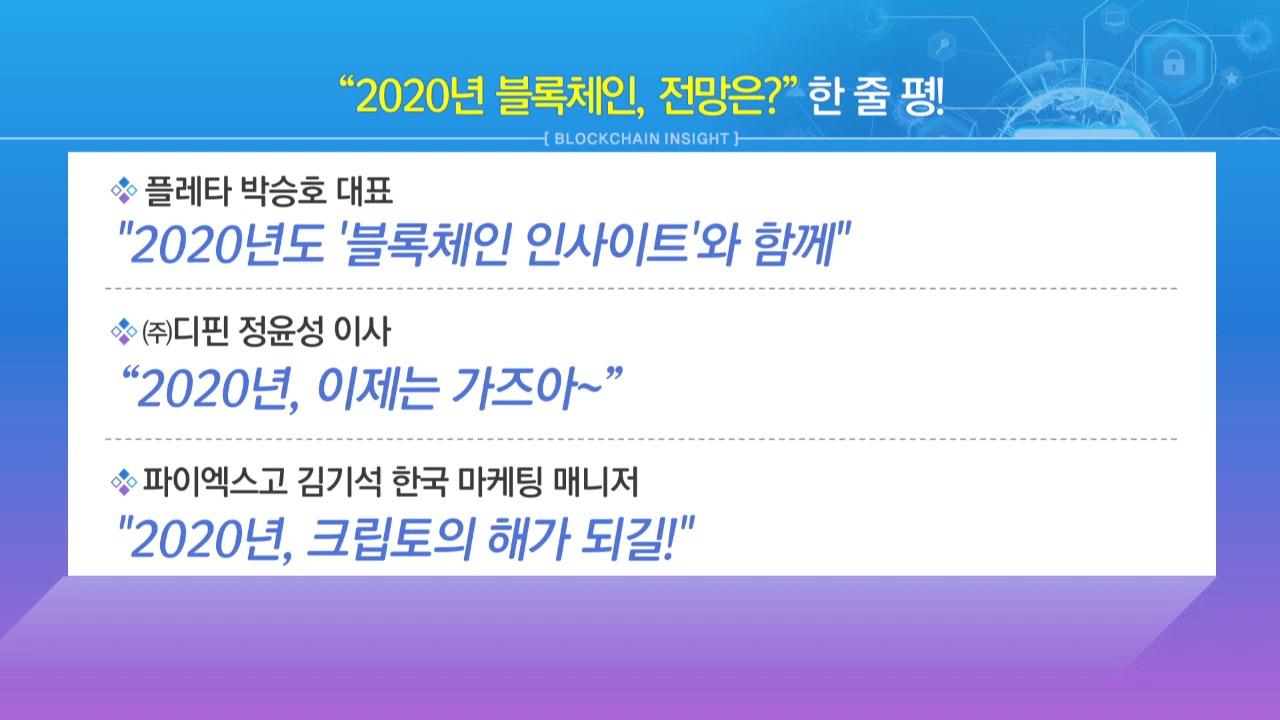 “2020년 블록체인, 전망은?” 한 줄 평!
[ BLOCKCHAIN INSIGHT ]
플레타 박승호 대표
"2020년도 '블록체인 인사이트'와 함께"
㈜디핀 정윤성 이사
“2020년, 이제는 가즈아~”
파이엑스고 김기석 한국 마케팅 매니저
"2020년, 크립토의 해가 되길!"